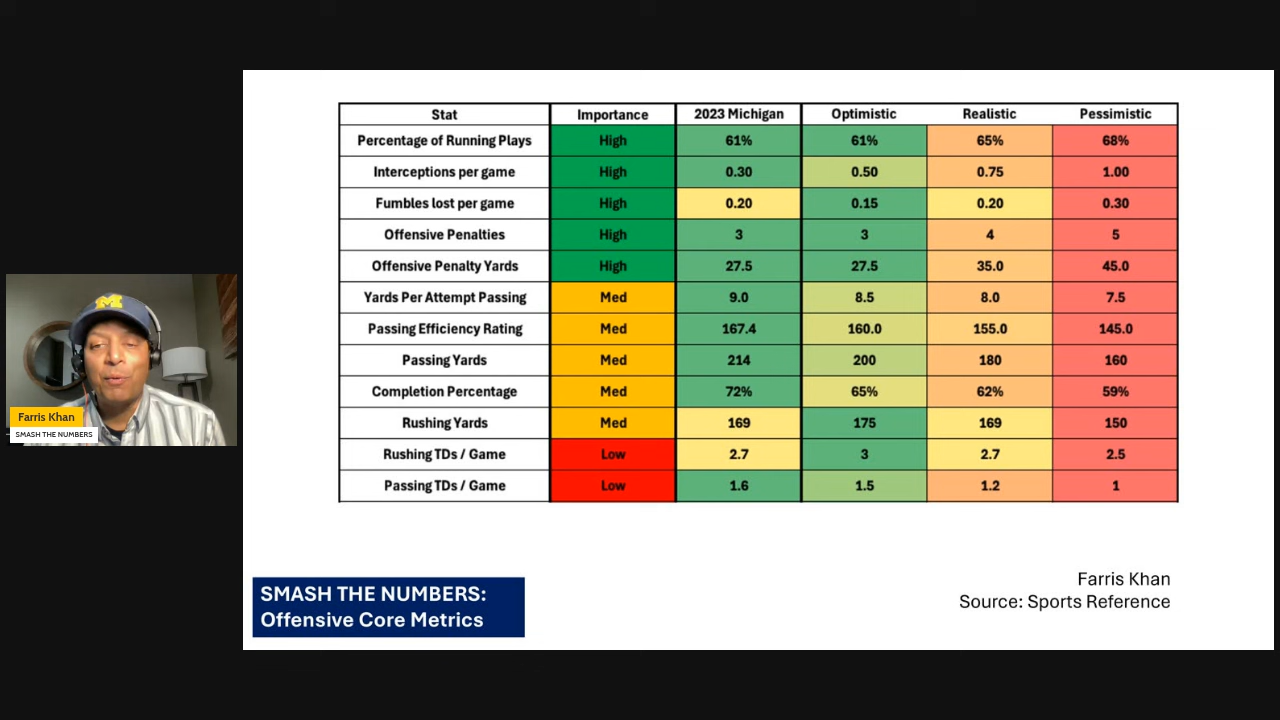 Stat Importance 2023 Michigan Optimistic Realistic Pessimistic
Percentage of Running Plays High 61% 61% 65% 68%
Interceptions per game High 0.30 0.50 0.75 1.00
Fumbles lost per game High 0.20 0.15 0.20 0.30
Offensive Penalties High 3 3 4 5
Offensive Penalty Yards High 27.5 27.5 35.0 45.0
Yards Per Attempt Passing Med 9.0 8.5 8.0 7.5
Passing Efficiency Rating Med 167.4 160.0 155.0 145.0
Passing Yards Med 214 200 180 160
Completion Percentage Med 72% 65% 62% 59%
Rushing Yards Med 169 175 169 150
Rushing TDs / Game Low 2.7 3 2.7 2.5
Passing TDs / Game Low 1.6 1.5 1.2 1
M
Farris Khan
SMASH THE NUMBERS
SMASH THE NUMBERS:
Offensive Core Metrics
Farris Khan
Source: Sports Reference